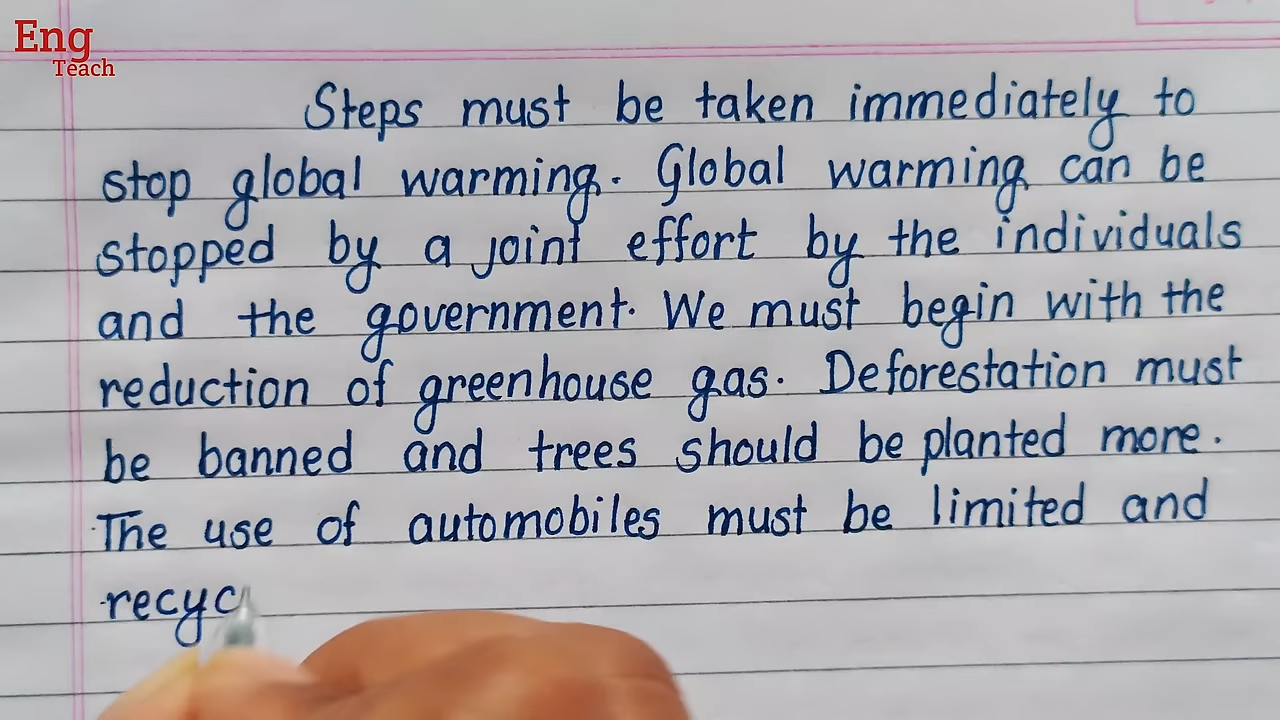 Eng
Teach
Steps must be taken immediately to
stop global warming. Global warming can be
stopped by a joint effort by the individuals
and the government. We must begin with the
reduction of greenhouse gas. Deforestation must
be banned and trees should be planted more.
The use of automobiles must be limited and
recyc